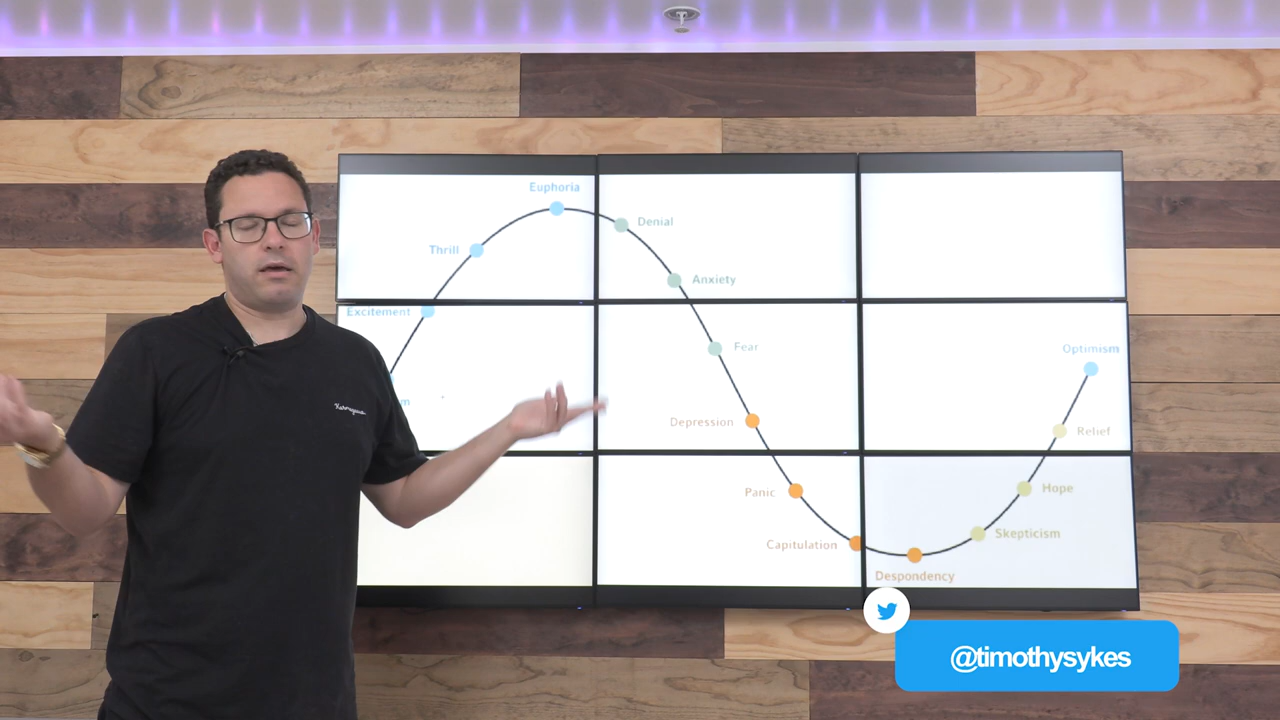 Euphoria
Denial
Thrill
Anxiety
Excitement
Fear
Optimism
m
Depression
Relief
Panic
Hope
Capitulation
Skepticism
Despondency
@timothysykes